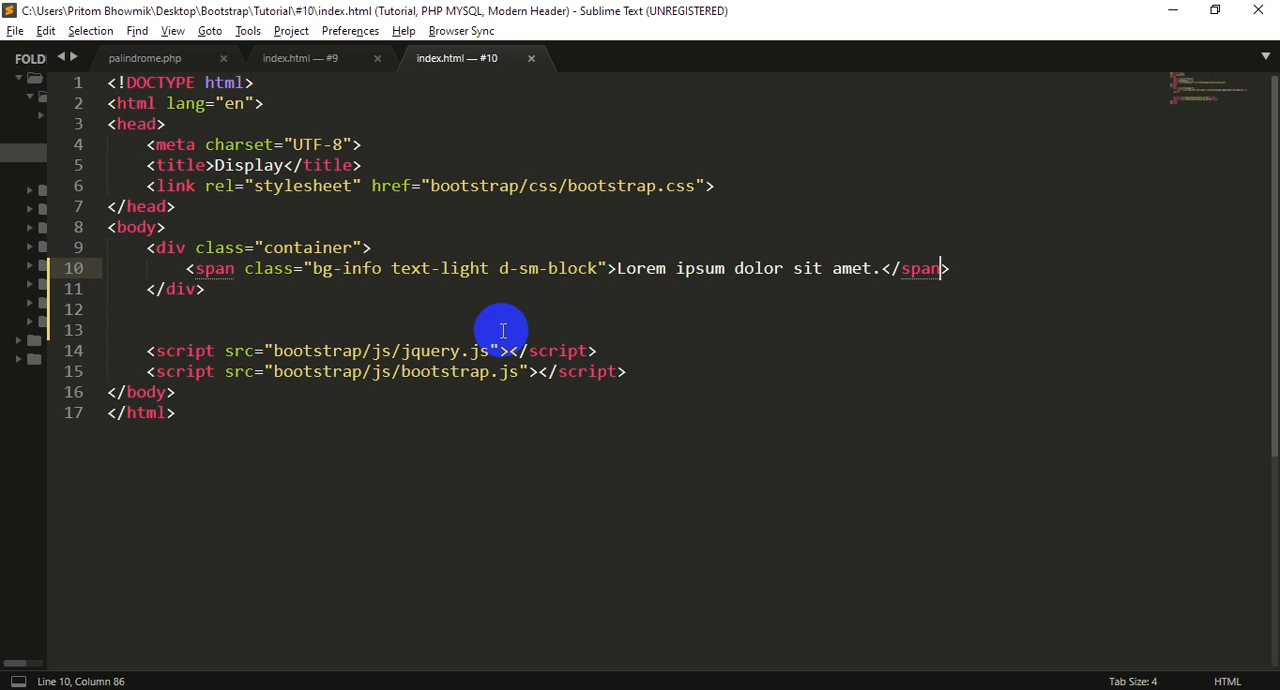 C:\Users\Pritom Bhowmik\Desktop\Bootstrap\Tutorial\#10\index.html (Tutorial, PHP MYSQL, Modern Header) - Sublime Text (UNREGISTERED)
File Edit Selection Find View Goto Tools Project Preferences Help Browser Sync
FOLD palindrome.php × index.html — #9 × index.html — #10 ×
1 <!DOCTYPE html>
2 <html lang="en">
3 <head>
4 <meta charset="UTF-8">
5 <title>Display</title>
6 <link rel="stylesheet" href="bootstrap/css/bootstrap.css">
7 </head>
8 <body>
9 <div class="container">
10 <span class="bg-info text-light d-sm-block">Lorem ipsum dolor sit amet.</span>
11 </div>
12
13
14 <script src="bootstrap/js/jquery.js"></script>
15 <script src="bootstrap/js/bootstrap.js"></script>
16 </body>
17 </html>
Line 10, Column 86 Tab Size: 4 HTML